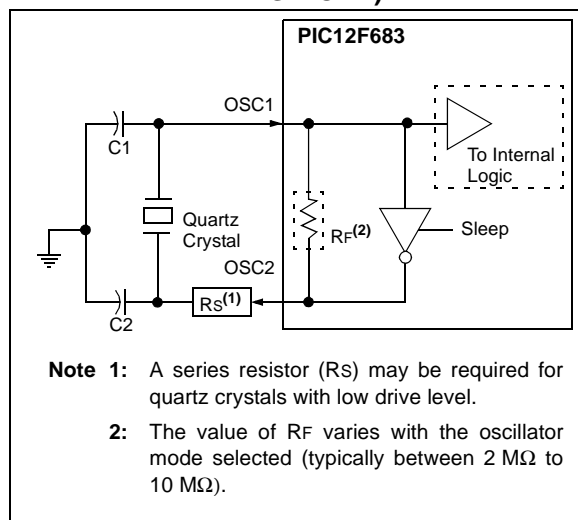 PIC12F683
OSC1
C1
To Internal
Logic
Quartz
Crystal
RF(2)
Sleep
OSC2
C2
RS(1)
Note 1: A series resistor (RS) may be required for
quartz crystals with low drive level.
2: The value of RF varies with the oscillator
mode selected (typically between 2 MΩ to
10 MΩ).